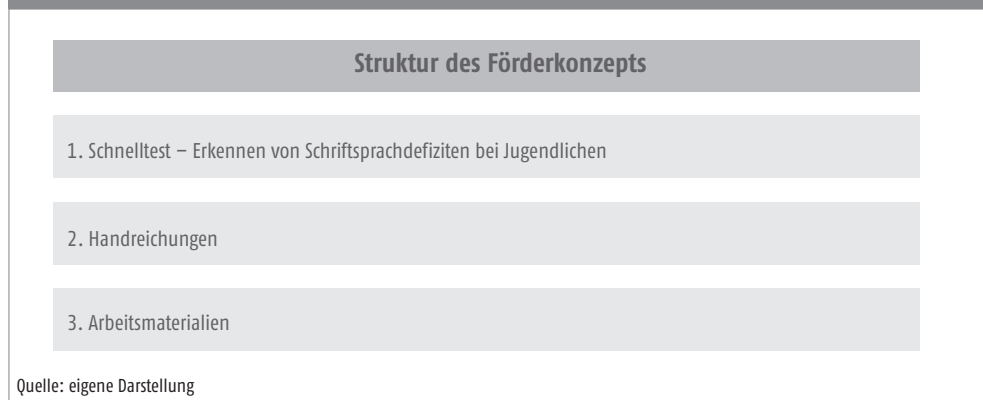 Struktur des Förderkonzepts
1. Schnelltest – Erkennen von Schriftsprachdefiziten bei Jugendlichen
2. Handreichungen
3. Arbeitsmaterialien
Quelle: eigene Darstellung